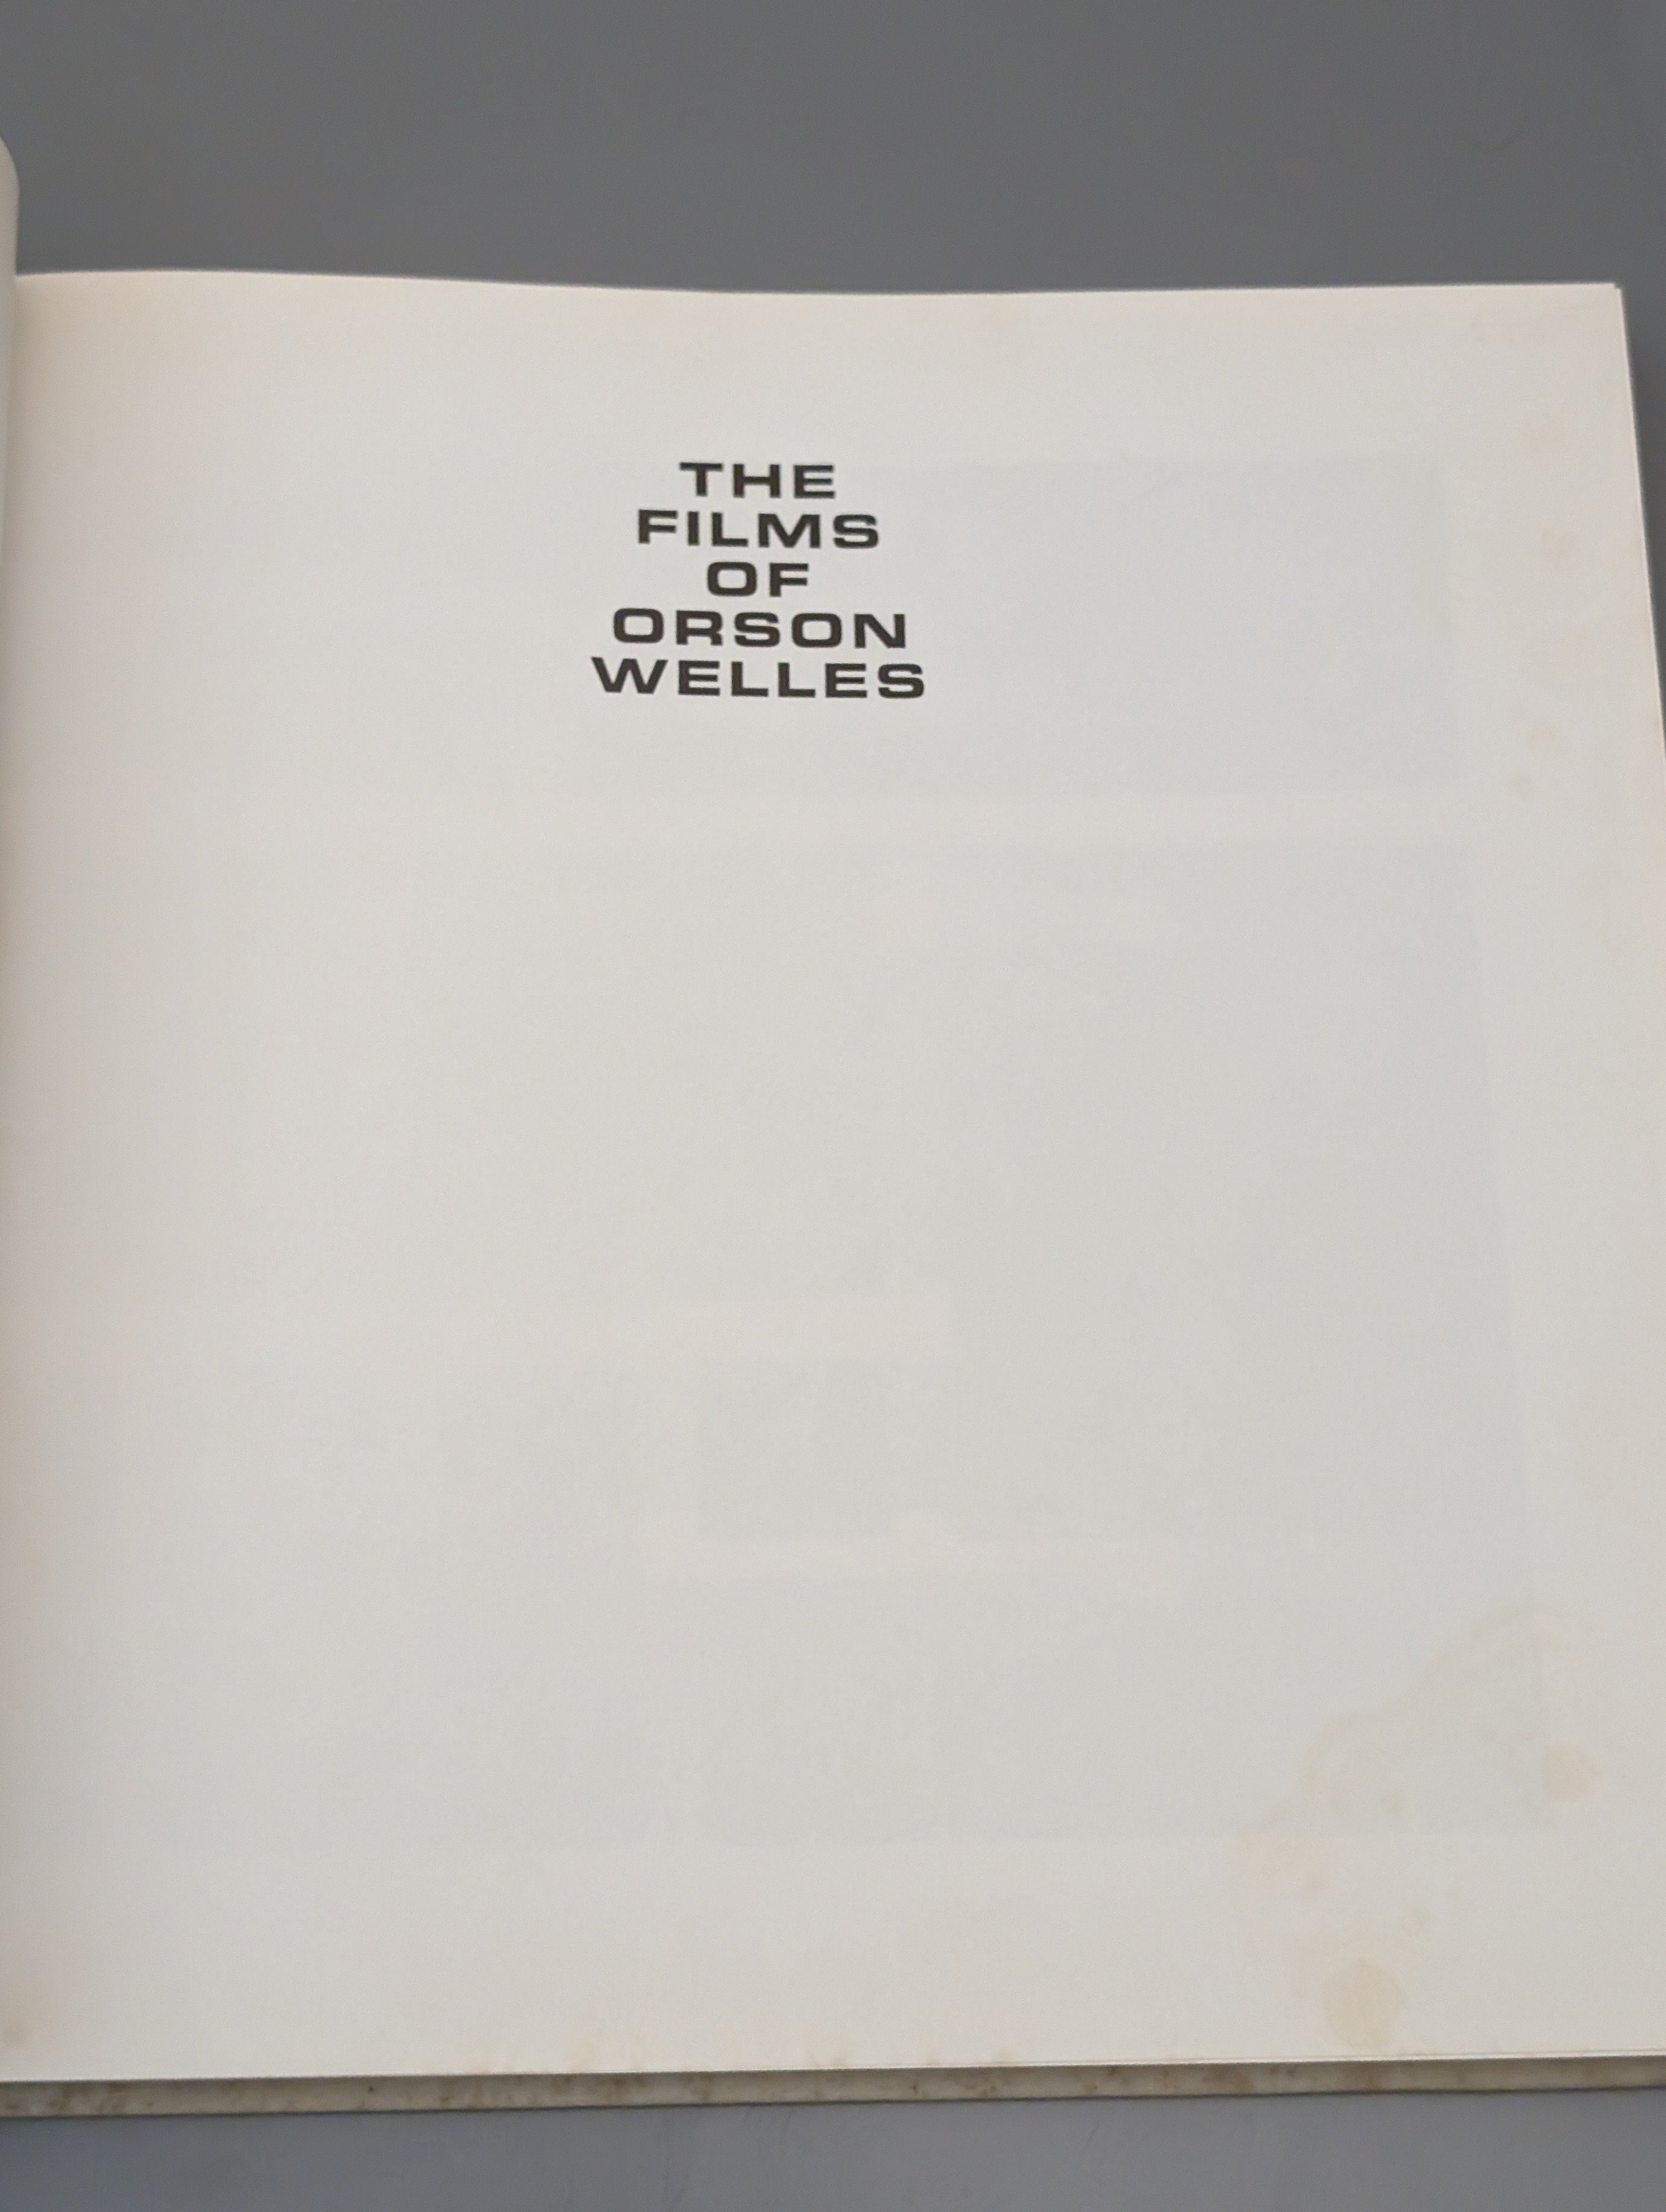 THE
FILMS
OF
ORSON
WELLES